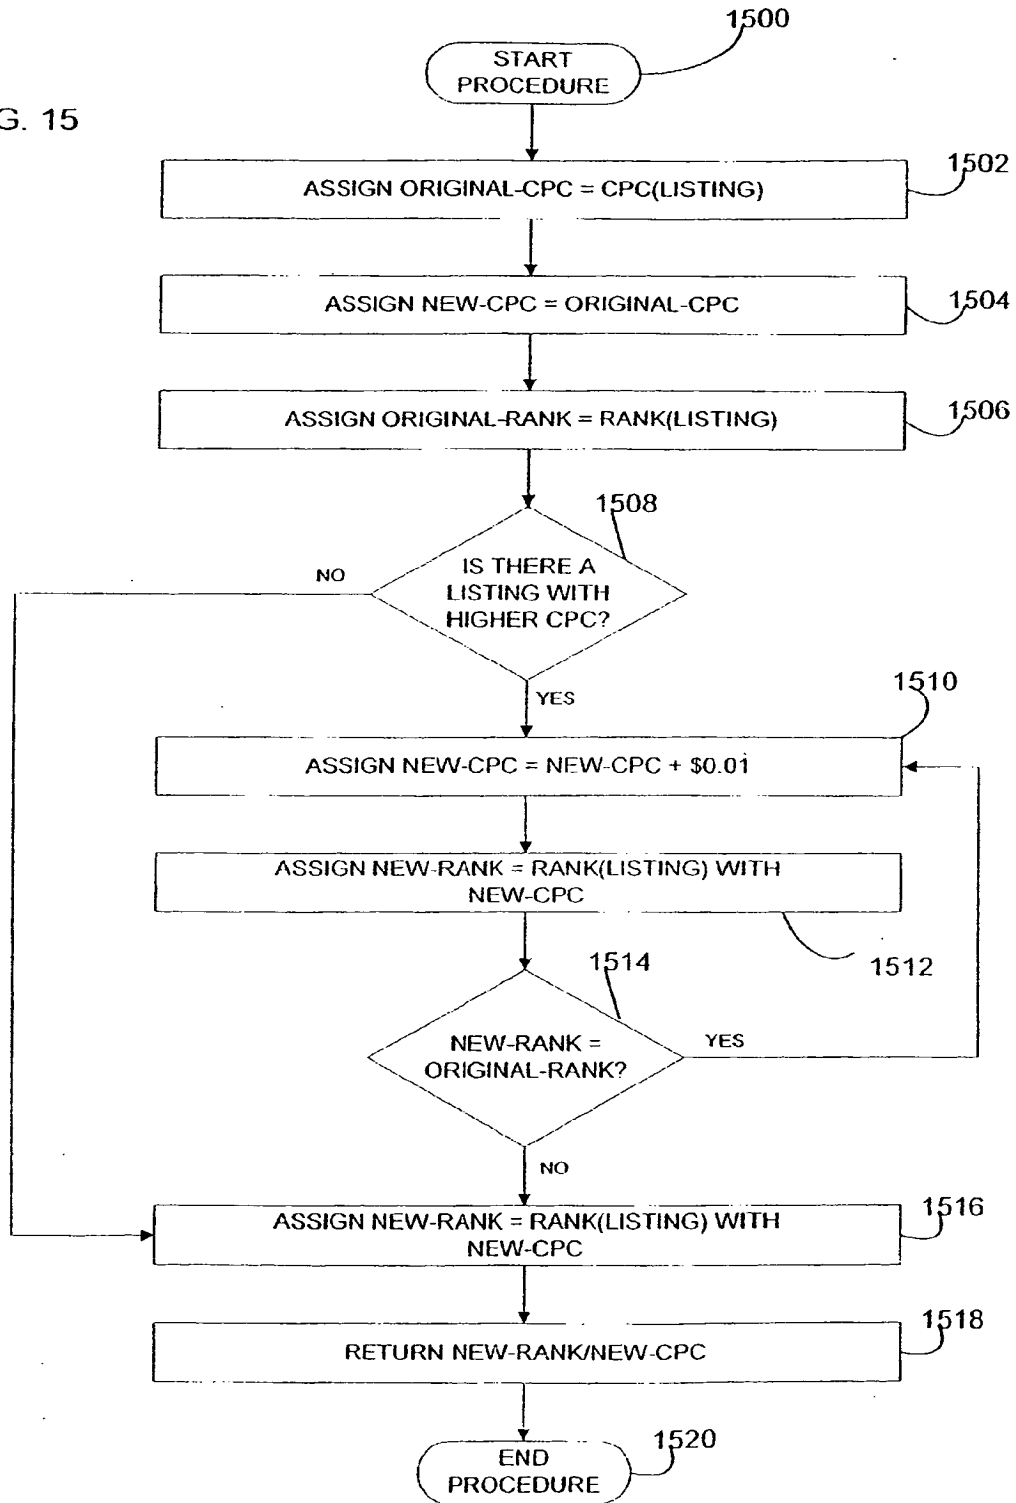 1500
START
PROCEDURE
G. 15
1502
ASSIGN ORIGINAL-CPC = CPC(LISTING)
1504
ASSIGN NEW-CPC = ORIGINAL-CPC
1506
ASSIGN ORIGINAL-RANK = RANK(LISTING)
1508
IS THERE A
LISTING WITH
HIGHER CPC?
NO
YES
1510
ASSIGN NEW-CPC = NEW-CPC + $0.01
ASSIGN NEW-RANK = RANK(LISTING) WITH
NEW-CPC
1512
1514
NEW-RANK =
ORIGINAL-RANK?
YES
NO
1516
ASSIGN NEW-RANK = RANK(LISTING) WITH
NEW-CPC
1518
RETURN NEW-RANK/NEW-CPC
1520
END
PROCEDURE